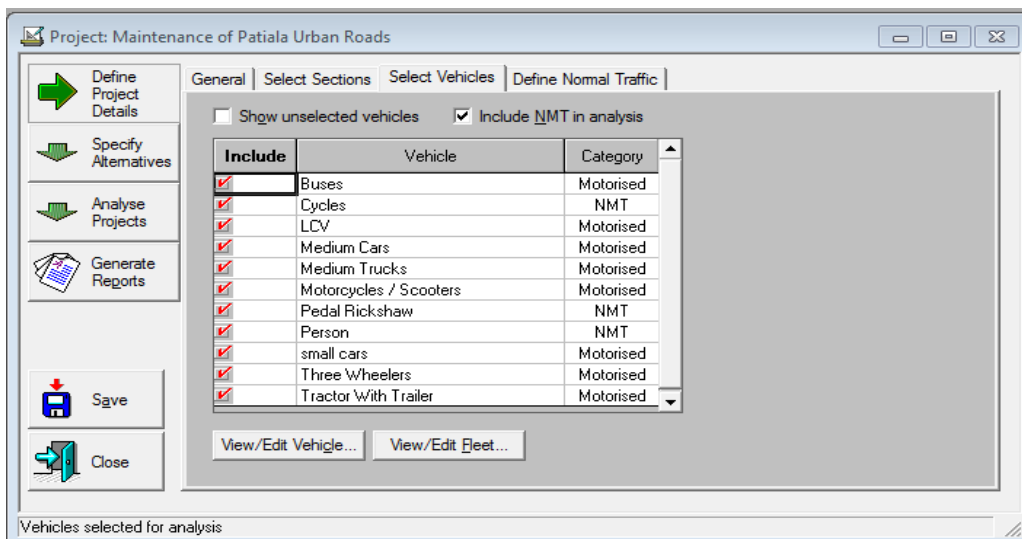 Project: Maintenance of Patiala Urban Roads
Define
Project
Details
Specify
Alternatives
Analyse
Projects
Generate
Reports
Save
Close
General Select Sections Select Vehicles Define Normal Traffic
Show unselected vehicles Include NMT in analysis
Include Vehicle Category
Buses Motorised
Cycles NMT
LCV Motorised
Medium Cars Motorised
Medium Trucks Motorised
Motorcycles / Scooters Motorised
Pedal Rickshaw NMT
Person NMT
small cars Motorised
Three Wheelers Motorised
Tractor With Trailer Motorised
View/Edit Vehicle... View/Edit Fleet...
Vehicles selected for analysis